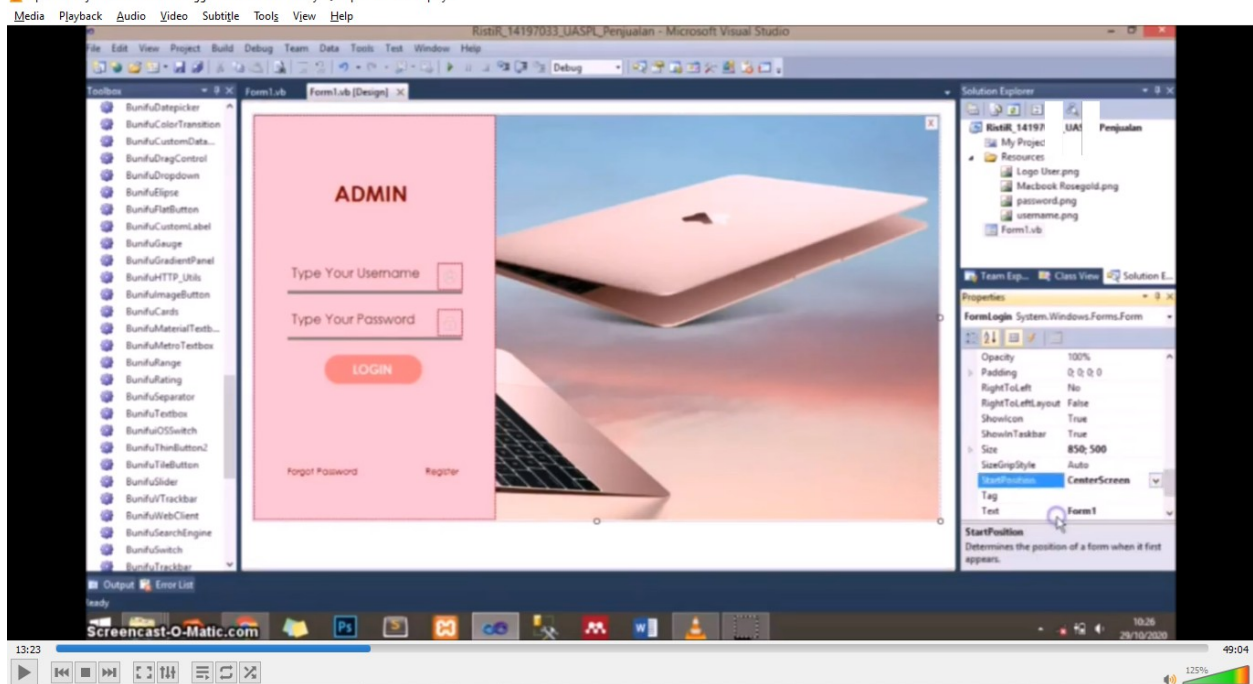 Media Playback Audio Video Subtitle Tools View Help
RistiR_14197033_UASPL_Penjualan - Microsoft Visual Studio
File Edit View Project Build Debug Team Data Tools Test Window Help
Debug
Toolbox
Form1.vb
Form1.vb [Design]
BunifuDatepicker
BunifuColorTransition
BunifuCustomData...
BunifuDragControl
BunifuDropdown
BunifuElipse
BunifuFlatButton
BunifuCustomLabel
BunifuGauge
BunifuGradientPanel
BunifuHTTP_Utils
BunifuImageButton
BunifuCards
BunifuMaterialTextb...
BunifuMetroTextbox
BunifuRange
BunifuRating
BunifuSeparator
BunifuTextbox
BunifuiOSSwitch
BunifuThinButton2
BunifuTileButton
BunifuSlider
BunifuVTrackbar
BunifuWebClient
BunifuSearchEngine
BunifuSwitch
BunifuTrackbar
ADMIN
Type Your Username
Type Your Password
LOGIN
Forgot Password
Register
Solution Explorer
RistiR_14197 UAS Penjualan
My Projec
Resources
Logo User.png
Macbook Rosegold.png
password.png
username.png
Form1.vb
Team Exp... Class View Solution E...
Properties
FormLogin System.Windows.Forms.Form
Opacity 100%
Padding 0; 0; 0; 0
RightToLeft No
RightToLeftLayout False
ShowIcon True
ShowInTaskbar True
Size 850; 500
SizeGripStyle Auto
StartPosition CenterScreen
Tag
Text Form1
StartPosition
Determines the position of a form when it first
appears.
Output Error List
Ready
Screencast-O-Matic.com
Ps
S
W
10:26
29/10/2020
13:23
49:04
125%